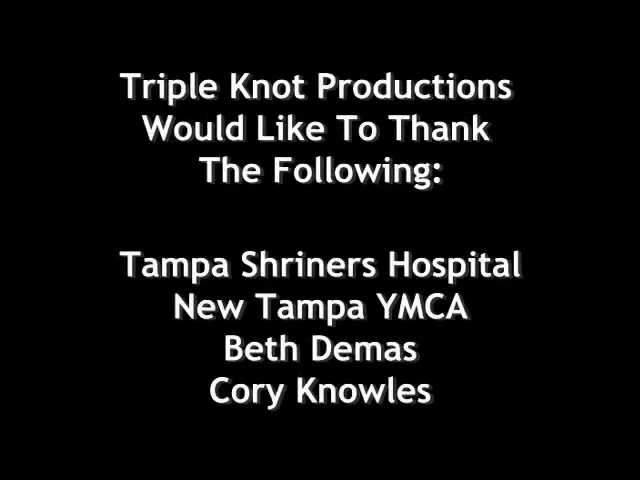 Triple Knot Productions
Would Like To Thank
The Following:
Tampa Shriners Hospital
New Tampa YMCA
Beth Demas
Cory Knowles